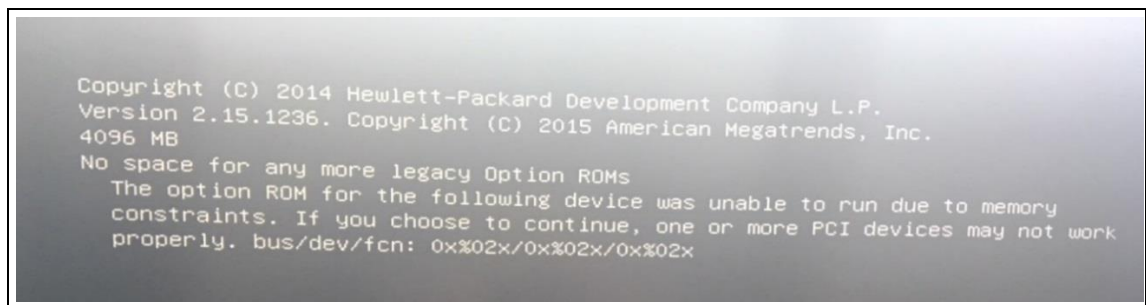 Copyright (C) 2014 Hewlett-Packard Development Company L.P.
Version 2.15.1236. Copyright (C) 2015 American Megatrends, Inc.
4096 MB
No space for any more legacy Option ROMs
The option ROM for the following device was unable to run due to memory
constraints. If you choose to continue, one or more PCI devices may not work
properly. bus/dev/fcn: 0x%02x/0x%02x/0x%02x